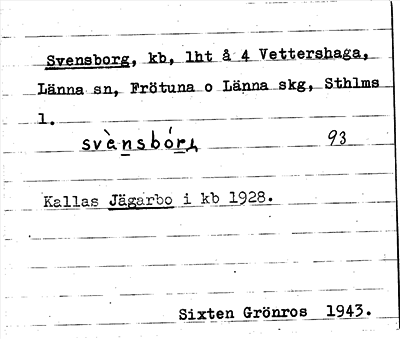 Svensborg, kb, lht å 4 Vettershaga,
Länna sn, Frötuna o Länna skg, Sthlms
l.
93
Kallas Jägarbo i kb 1928.
Sixten Grönros 1943.